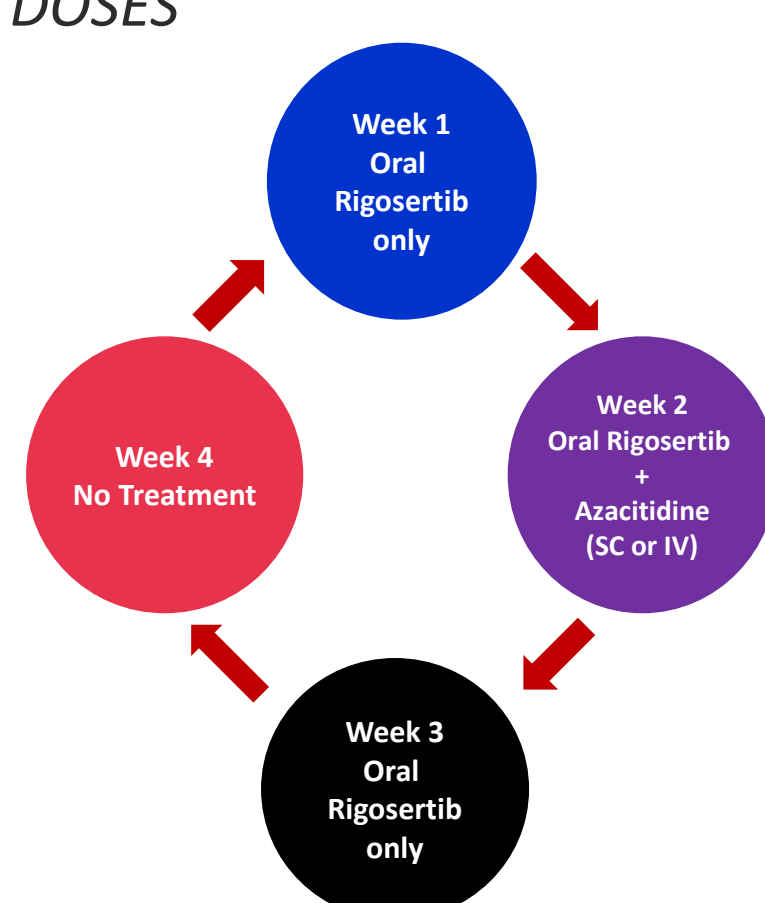 DOSES
Week 1
Oral
Rigosertib
only
Week 2
Oral Rigosertib
+
Azacitidine
(SC or IV)
Week 3
Oral
Rigosertib
only
Week 4
No Treatment